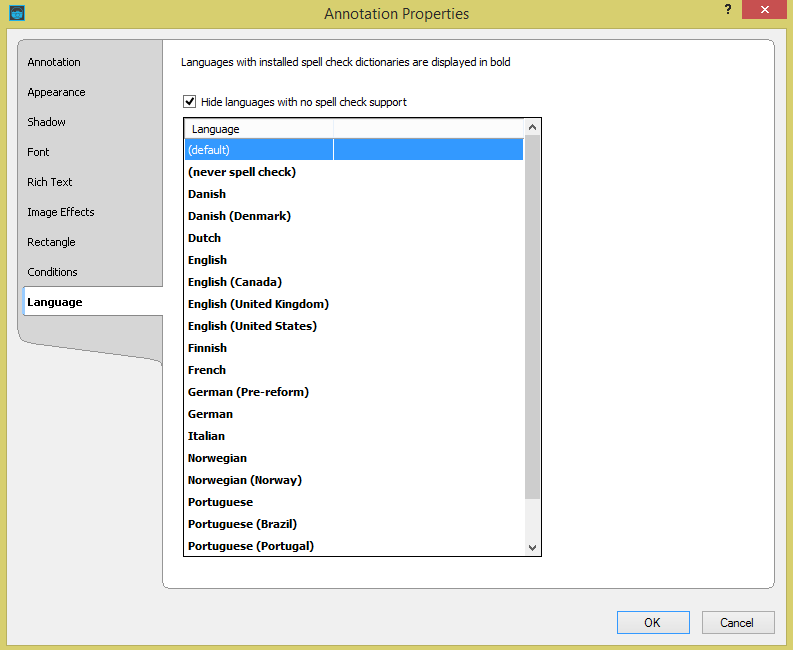 Annotation Properties
?
Annotation
Appearance
Shadow
Font
Rich Text
Image Effects
Rectangle
Conditions
Language
Languages with installed spell check dictionaries are displayed in bold
Hide languages with no spell check support
Language
(default)
(never spell check)
Danish
Danish (Denmark)
Dutch
English
English (Canada)
English (United Kingdom)
English (United States)
Finnish
French
German (Pre-reform)
German
Italian
Norwegian
Norwegian (Norway)
Portuguese
Portuguese (Brazil)
Portuguese (Portugal)
OK
Cancel